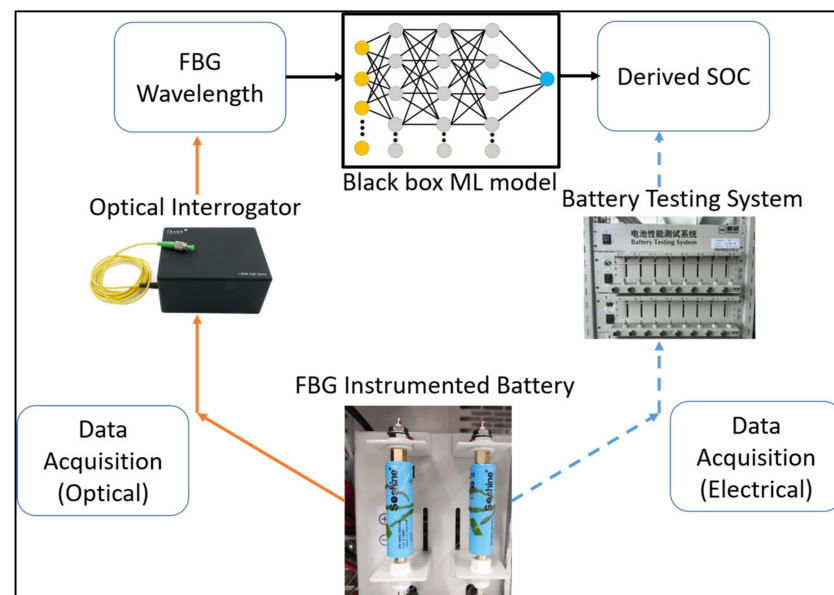 FBG
Wavelength
Black box ML model
Derived SOC
Optical Interrogator
Battery Testing System
电池性能测试系统
Battery Testing System
FBG Instrumented Battery
Soshine
Soshine
Data
Acquisition
(Optical)
Data
Acquisition
(Electrical)